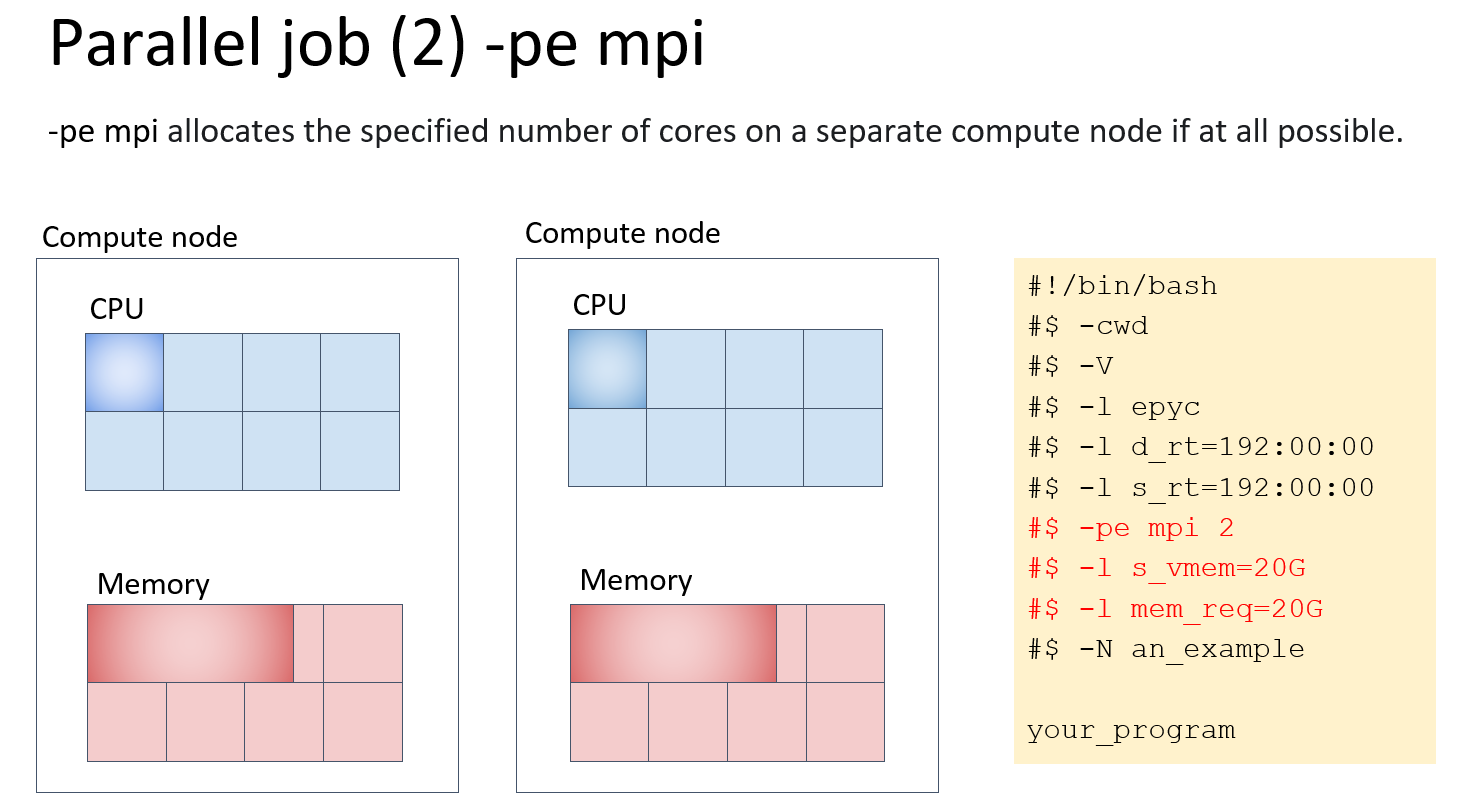 Parallel job (2) -pe mpi
-pe mpi allocates the specified number of cores on a separate compute node if at all possible.
Compute node
CPU
Memory
Compute node
CPU
Memory
#!/bin/bash
#$ -cwd
#$ -V
#$ -l epyc
#$ -l d_rt=192:00:00
#$ -l s_rt=192:00:00
#$ -pe mpi 2
#$ -l s_vmem=20G
#$ -l mem_req=20G
#$ -N an_example
your_program